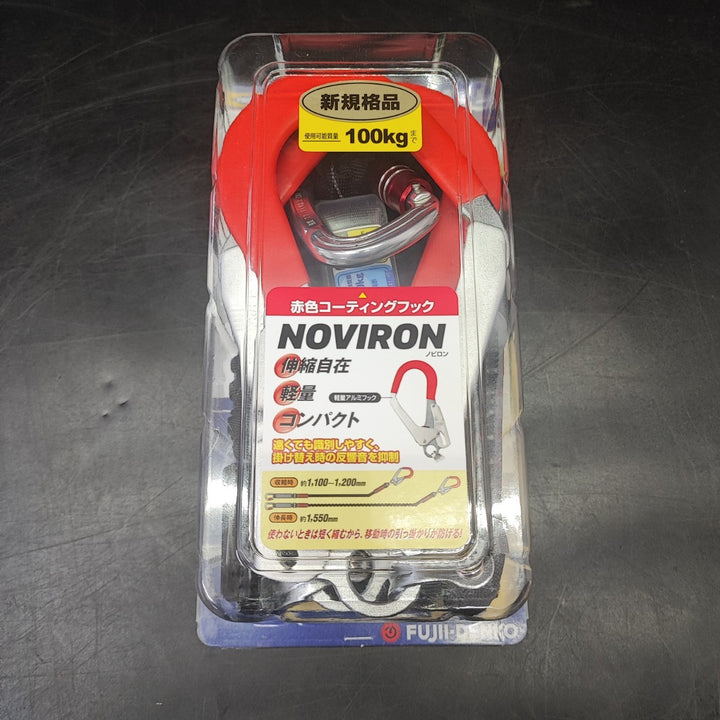 新規格品
使用可能質量 100kgまで
赤色コーティングフック
NOVIRON
ノビロン
伸縮自在
軽量
軽量アルミフック
コンパクト
遠くでも識別しやすく、
掛け替え時の反響音を抑制
収縮時 約1,100~1,200mm
伸長時 約1,550mm
使わないときは短く縮むから、移動時の引っ掛かりが防げる!
FUJII-DENKO